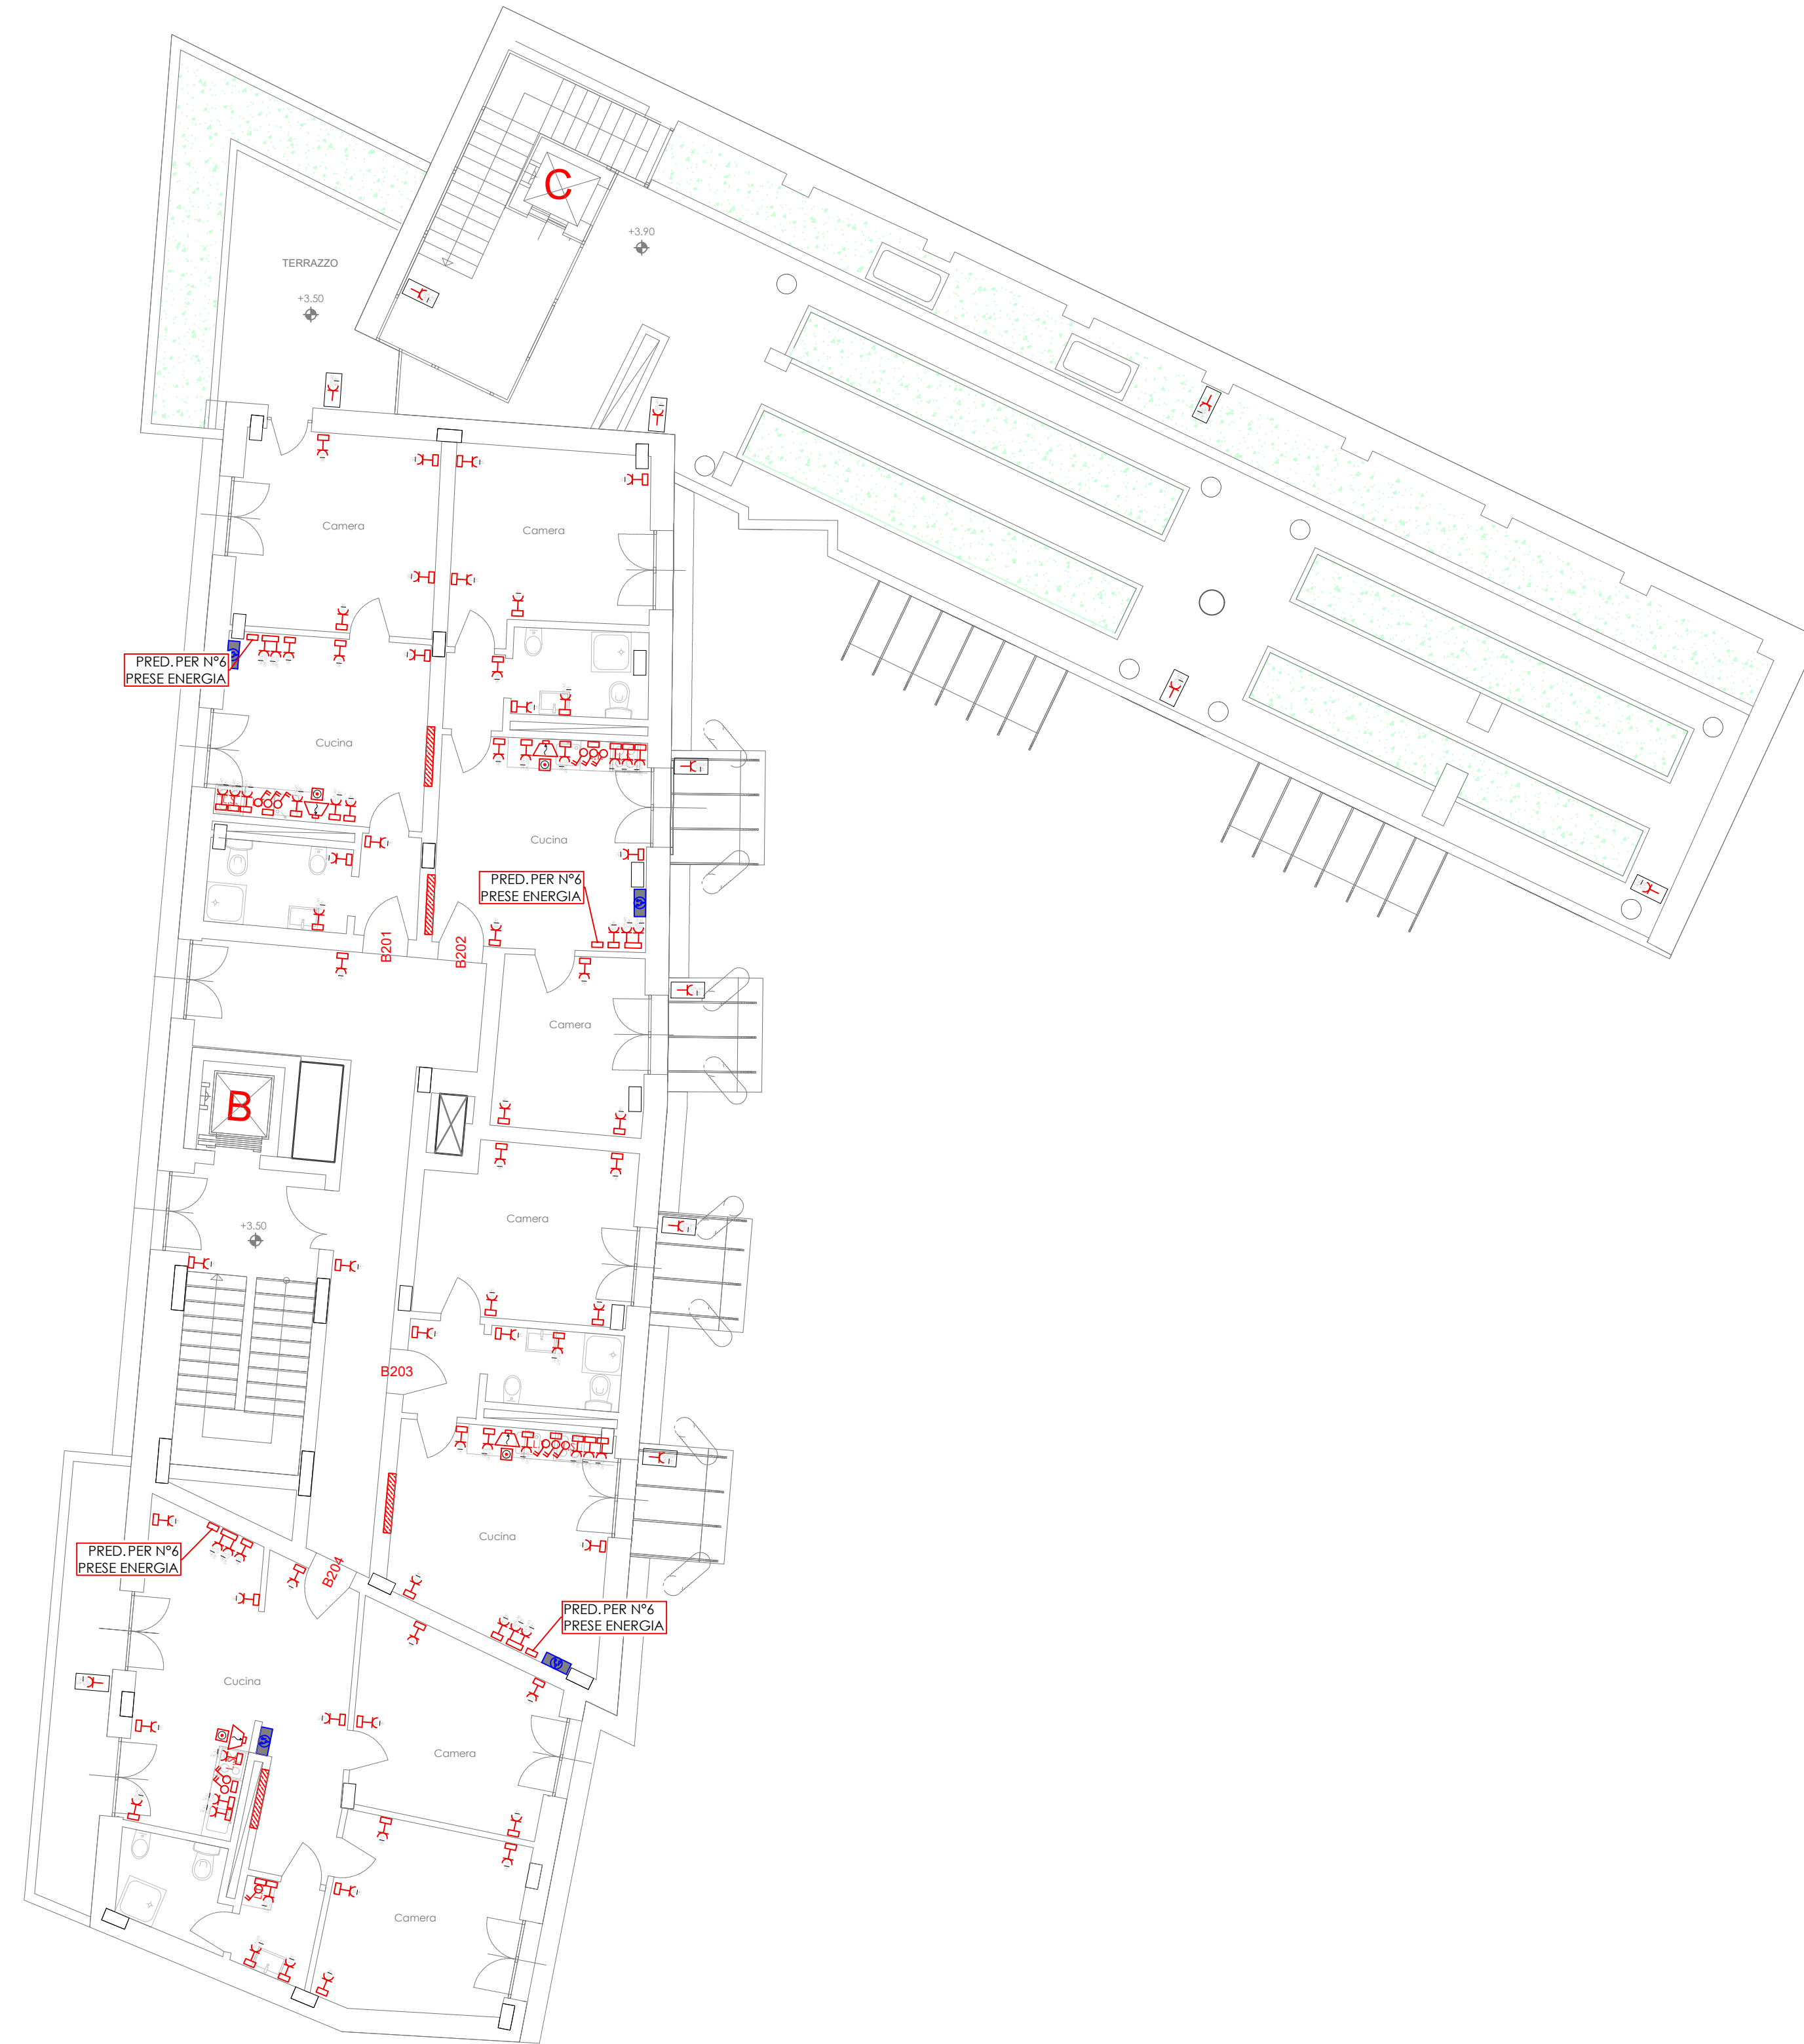 C
+3.90
TERRAZZO
+3.50
Camera
Camera
PRED.PER N°6
PRESE ENERGIA
Cucina
Cucina
PRED.PER N°6
PRESE ENERGIA
B201
B202
Camera
B
Camera
+3.50
B203
Cucina
PRED.PER N°6
PRESE ENERGIA
B204
PRED.PER N°6
PRESE ENERGIA
Cucina
Camera
Camera